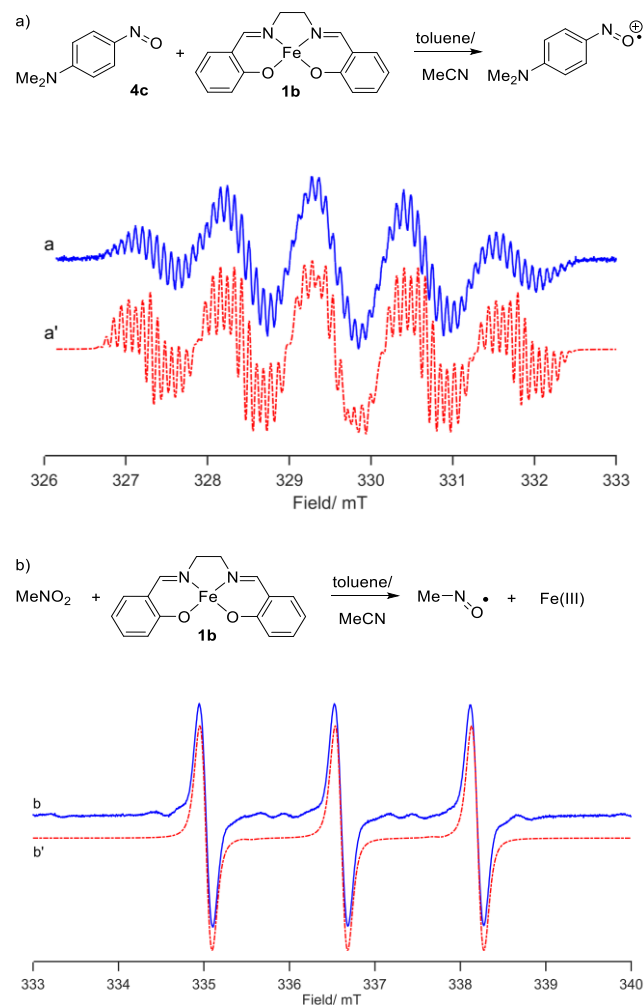 a)
N
O
Me₂N
4c
+
N
N
Fe
O
O
1b
toluene/
MeCN
N
O
⊕
•
Me₂N
a
a'
326 327 328 329 330 331 332 333
Field/ mT
b)
MeNO₂
+
N
N
Fe
O
O
1b
toluene/
MeCN
Me
N
O
•
+
Fe(III)
b
b'
333 334 335 336 337 338 339 340
Field/ mT